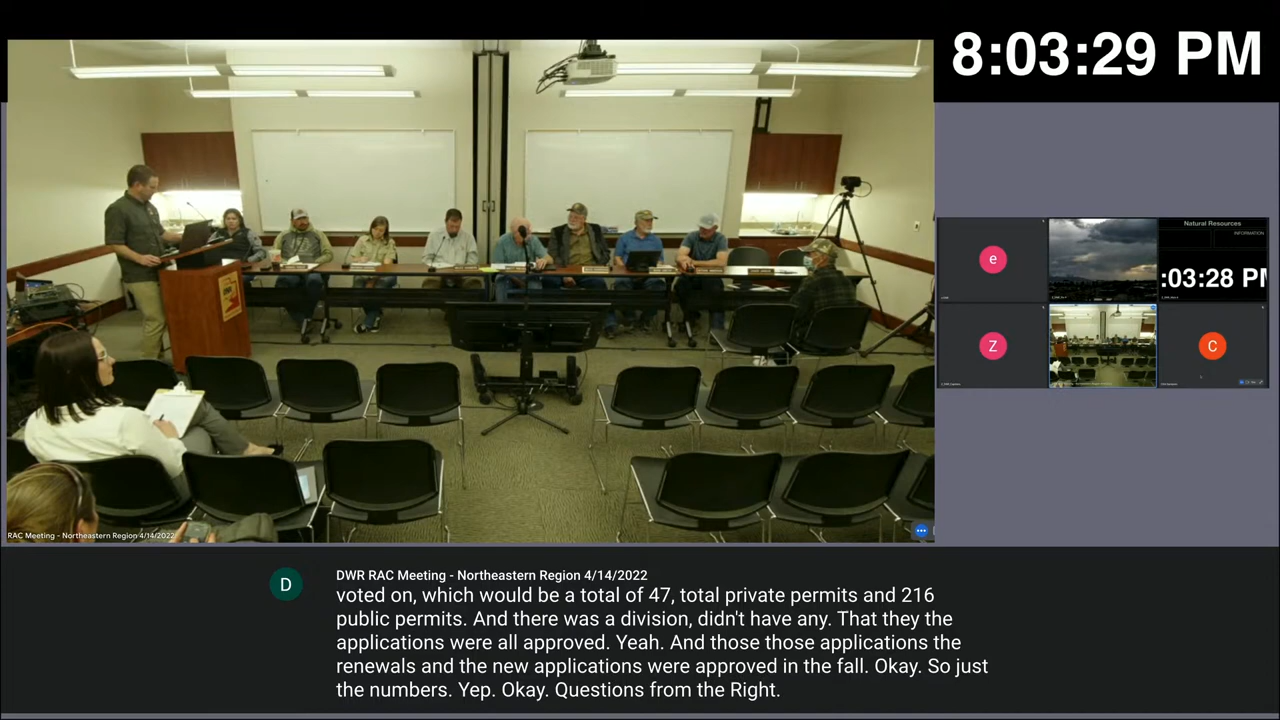 8:03:29 PM
Natural Resources
INFORMATION
:03:28 PM
e
Z
C
RAC Meeting - Northeastern Region 4/14/2022
D
DWR RAC Meeting - Northeastern Region 4/14/2022
voted on, which would be a total of 47, total private permits and 216
public permits. And there was a division, didn't have any. That they the
applications were all approved. Yeah. And those those applications the
renewals and the new applications were approved in the fall. Okay. So just
the numbers. Yep. Okay. Questions from the Right.